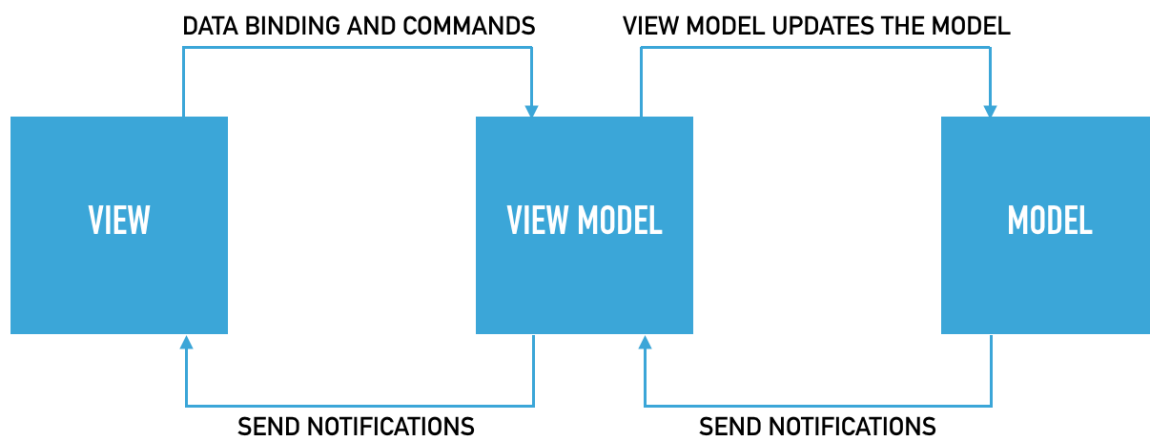 DATA BINDING AND COMMANDS
VIEW MODEL UPDATES THE MODEL
VIEW
VIEW MODEL
MODEL
SEND NOTIFICATIONS
SEND NOTIFICATIONS